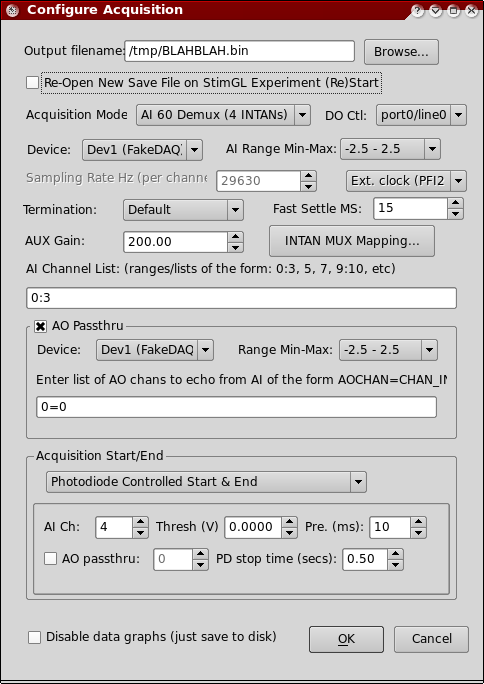 Configure Acquisition
Output filename: /tmp/BLAHBLAH.bin Browse...
Re-Open New Save File on StimGL Experiment (Re)Start
Acquisition Mode AI 60 Demux (4 INTANs) DO Ctl: port0/line0
Device: Dev1 (FakeDAQ) AI Range Min-Max: -2.5 - 2.5
Sampling Rate Hz (per channe 29630 Ext. clock (PFI2
Termination: Default Fast Settle MS: 15
AUX Gain: 200.00 INTAN MUX Mapping...
AI Channel List: (ranges/lists of the form: 0:3, 5, 7, 9:10, etc)
0:3
AO Passthru
Device: Dev1 (FakeDAQ Range Min-Max: -2.5 - 2.5
Enter list of AO chans to echo from AI of the form AOCHAN=CHAN_IN
0=0
Acquisition Start/End
Photodiode Controlled Start & End
AI Ch: 4 Thresh (V) 0.0000 Pre. (ms): 10
AO passthru: 0 PD stop time (secs): 0.50
Disable data graphs (just save to disk) OK Cancel